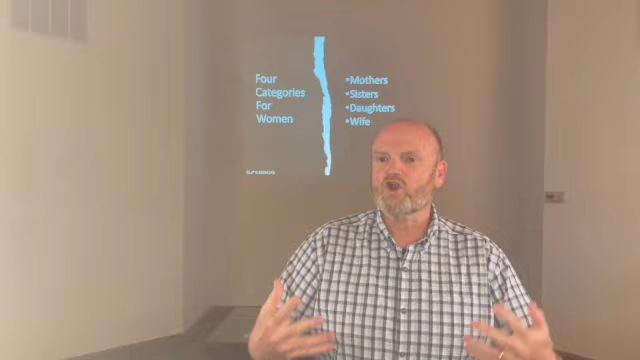 Four
Categories
For
Women
•Mothers
•Sisters
•Daughters
•Wife